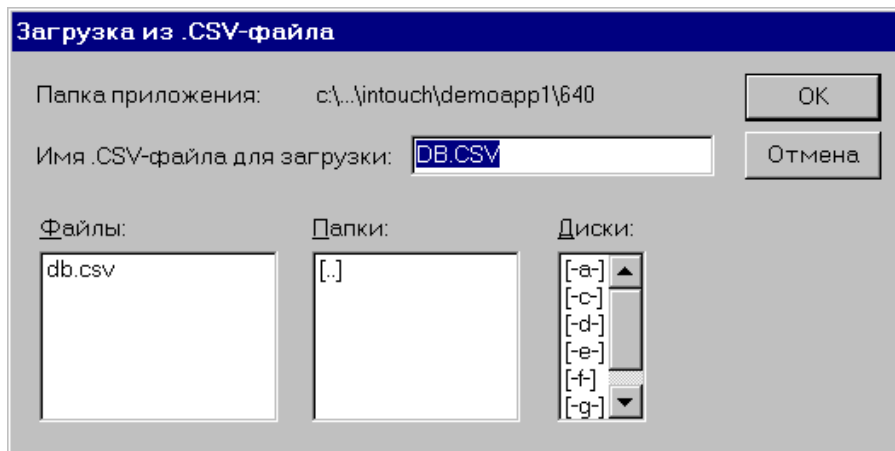 Загрузка из .CSV-файла
Папка приложения: c:\...\intouch\demoapp1\640
OK
Имя .CSV-файла для загрузки: DB.CSV
Отмена
Файлы: Папки: Диски:
db.csv [..] [-a-]
[-c-]
[-d-]
[-e-]
[-f-]
[-g-]